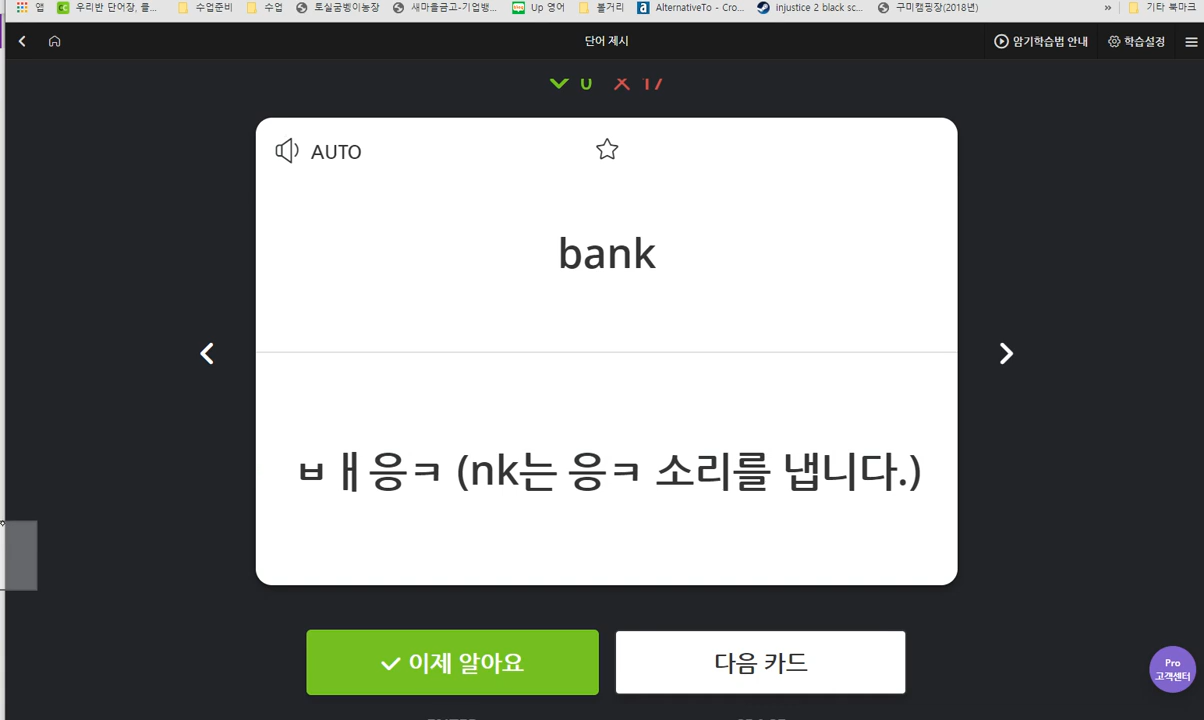 앱 우리반 단어장, 클... 수업준비 수업 토실굼벵이농장 새마을금고-기업뱅... Up 영어 볼거리 AlternativeTo - Cro... injustice 2 black sc... 구미캠핑장(2018년) » 기타 북마크
단어 제시 암기학습법 안내 학습설정
0 17
AUTO
bank
ㅂㅐ응ㅋ (nk는 응ㅋ 소리를 냅니다.)
이제 알아요 다음 카드
Pro
고객센터